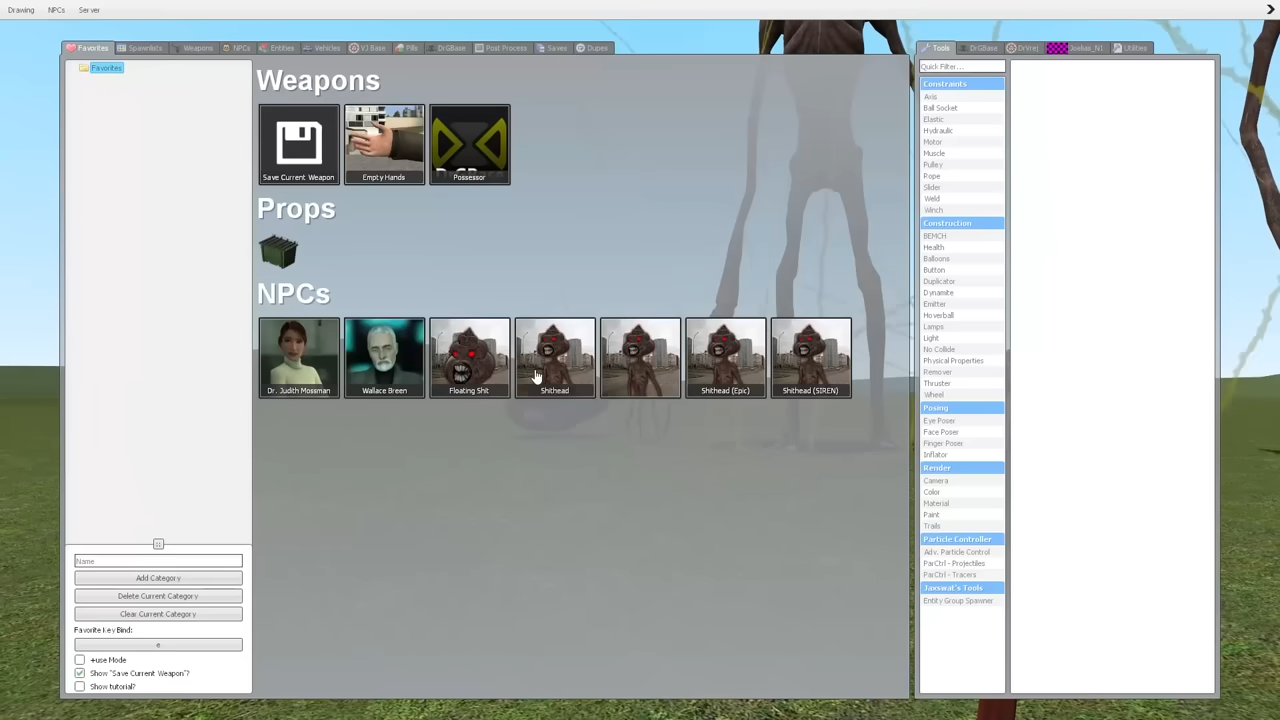 Drawing NPCs Server
Favorites Spawnlists Weapons NPCs Entities Vehicles VJ Base Pills DrGBase Post Process Saves Dupes
Tools DrGBase DrVrej Joelias_N1 Utilities
Favorites
Weapons
Save Current Weapon Empty Hands Possessor
Props
NPCs
Dr. Judith Mossman Wallace Breen Floating Shit Shithead Shithead (Epic) Shithead (SIREN)
Name
Add Category
Delete Current Category
Clear Current Category
Favorite Key Bind:
e
+use Mode
Show "Save Current Weapon"?
Show tutorial?
Quick Filter...
Constraints
Axis
Ball Socket
Elastic
Hydraulic
Motor
Muscle
Pulley
Rope
Slider
Weld
Winch
Construction
BEMCH
Health
Balloons
Button
Duplicator
Dynamite
Emitter
Hoverball
Lamps
Light
No Collide
Physical Properties
Remover
Thruster
Wheel
Posing
Eye Poser
Face Poser
Finger Poser
Inflator
Render
Camera
Color
Material
Paint
Trails
Particle Controller
Adv. Particle Control
ParCtrl - Projectiles
ParCtrl - Tracers
Jaxswat's Tools
Entity Group Spawner